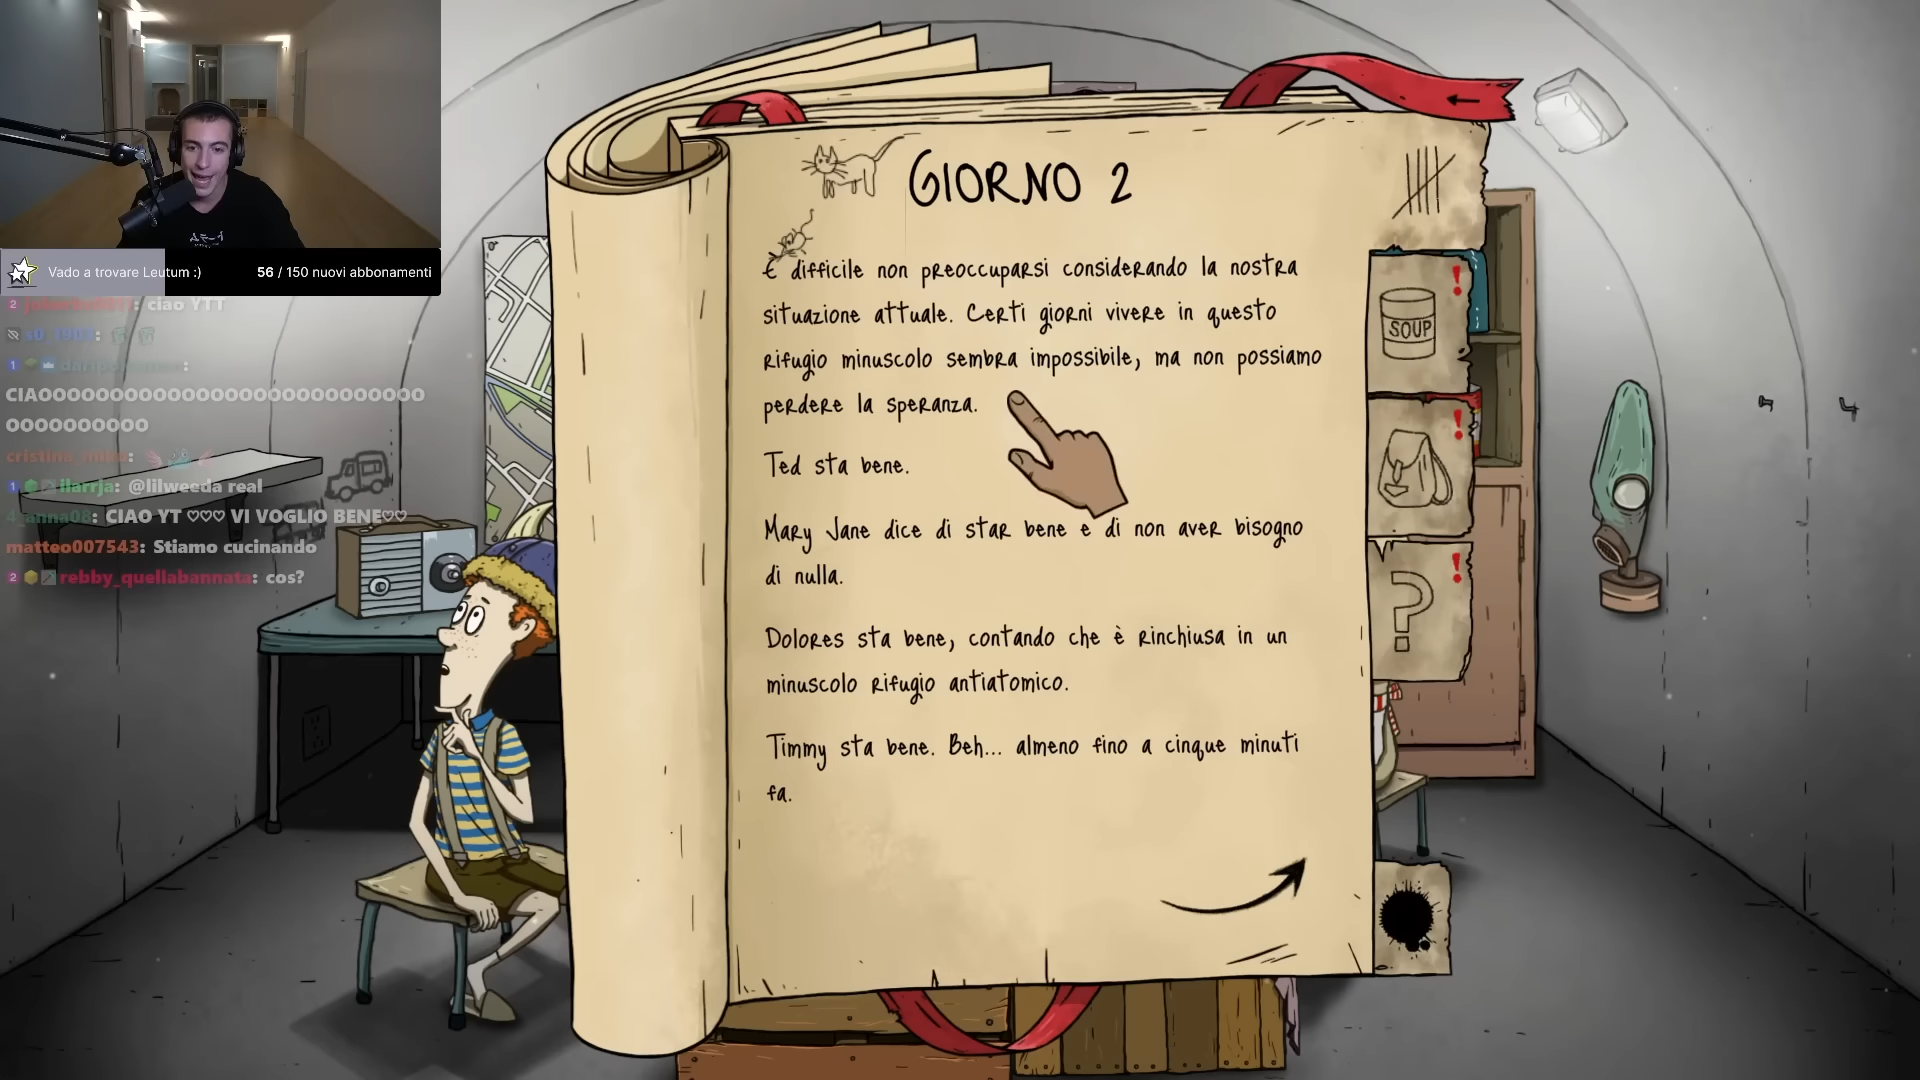 Vado a trovare Leutum :)
56 / 150 nuovi abbonamenti
: ciao YTT
:
:
CIAOOOOOOOOOOOOOOOOOOOOOOOOOOO
OOOOOOOOOO
:
ilarrja: @lilweeda real
4_anna08: CIAO YT ♡♡♡ VI VOGLIO BENE♡♡
matteo007543: Stiamo cucinando
rebby_quellabannata: cos?
GIORNO 2
È difficile non preoccuparsi considerando la nostra
situazione attuale. Certi giorni vivere in questo
rifugio minuscolo sembra impossibile, ma non possiamo
perdere la speranza.
Ted sta bene.
Mary Jane dice di star bene e di non aver bisogno
di nulla.
Dolores sta bene, contando che è rinchiusa in un
minuscolo rifugio antiatomico.
Timmy sta bene. Beh... almeno fino a cinque minuti
fa.
!
SOUP
!
!
?